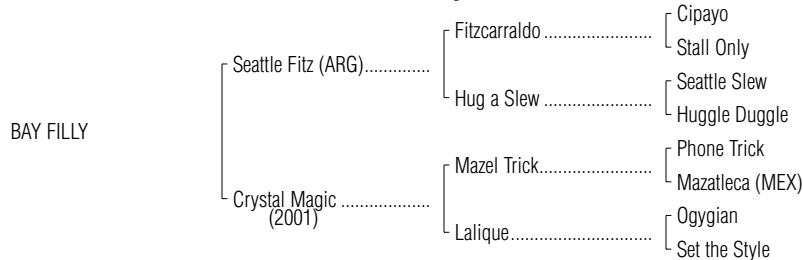 Cipayo
Fitzcarraldo ........................
Stall Only
Seattle Fitz (ARG)..............
Seattle Slew
Hug a Slew ........................
Huggle Duggle
BAY FILLY
Phone Trick
Mazel Trick.........................
Mazatleca (MEX)
Crystal Magic ...................
(2001)
Ogygian
Lalique................................
Set the Style